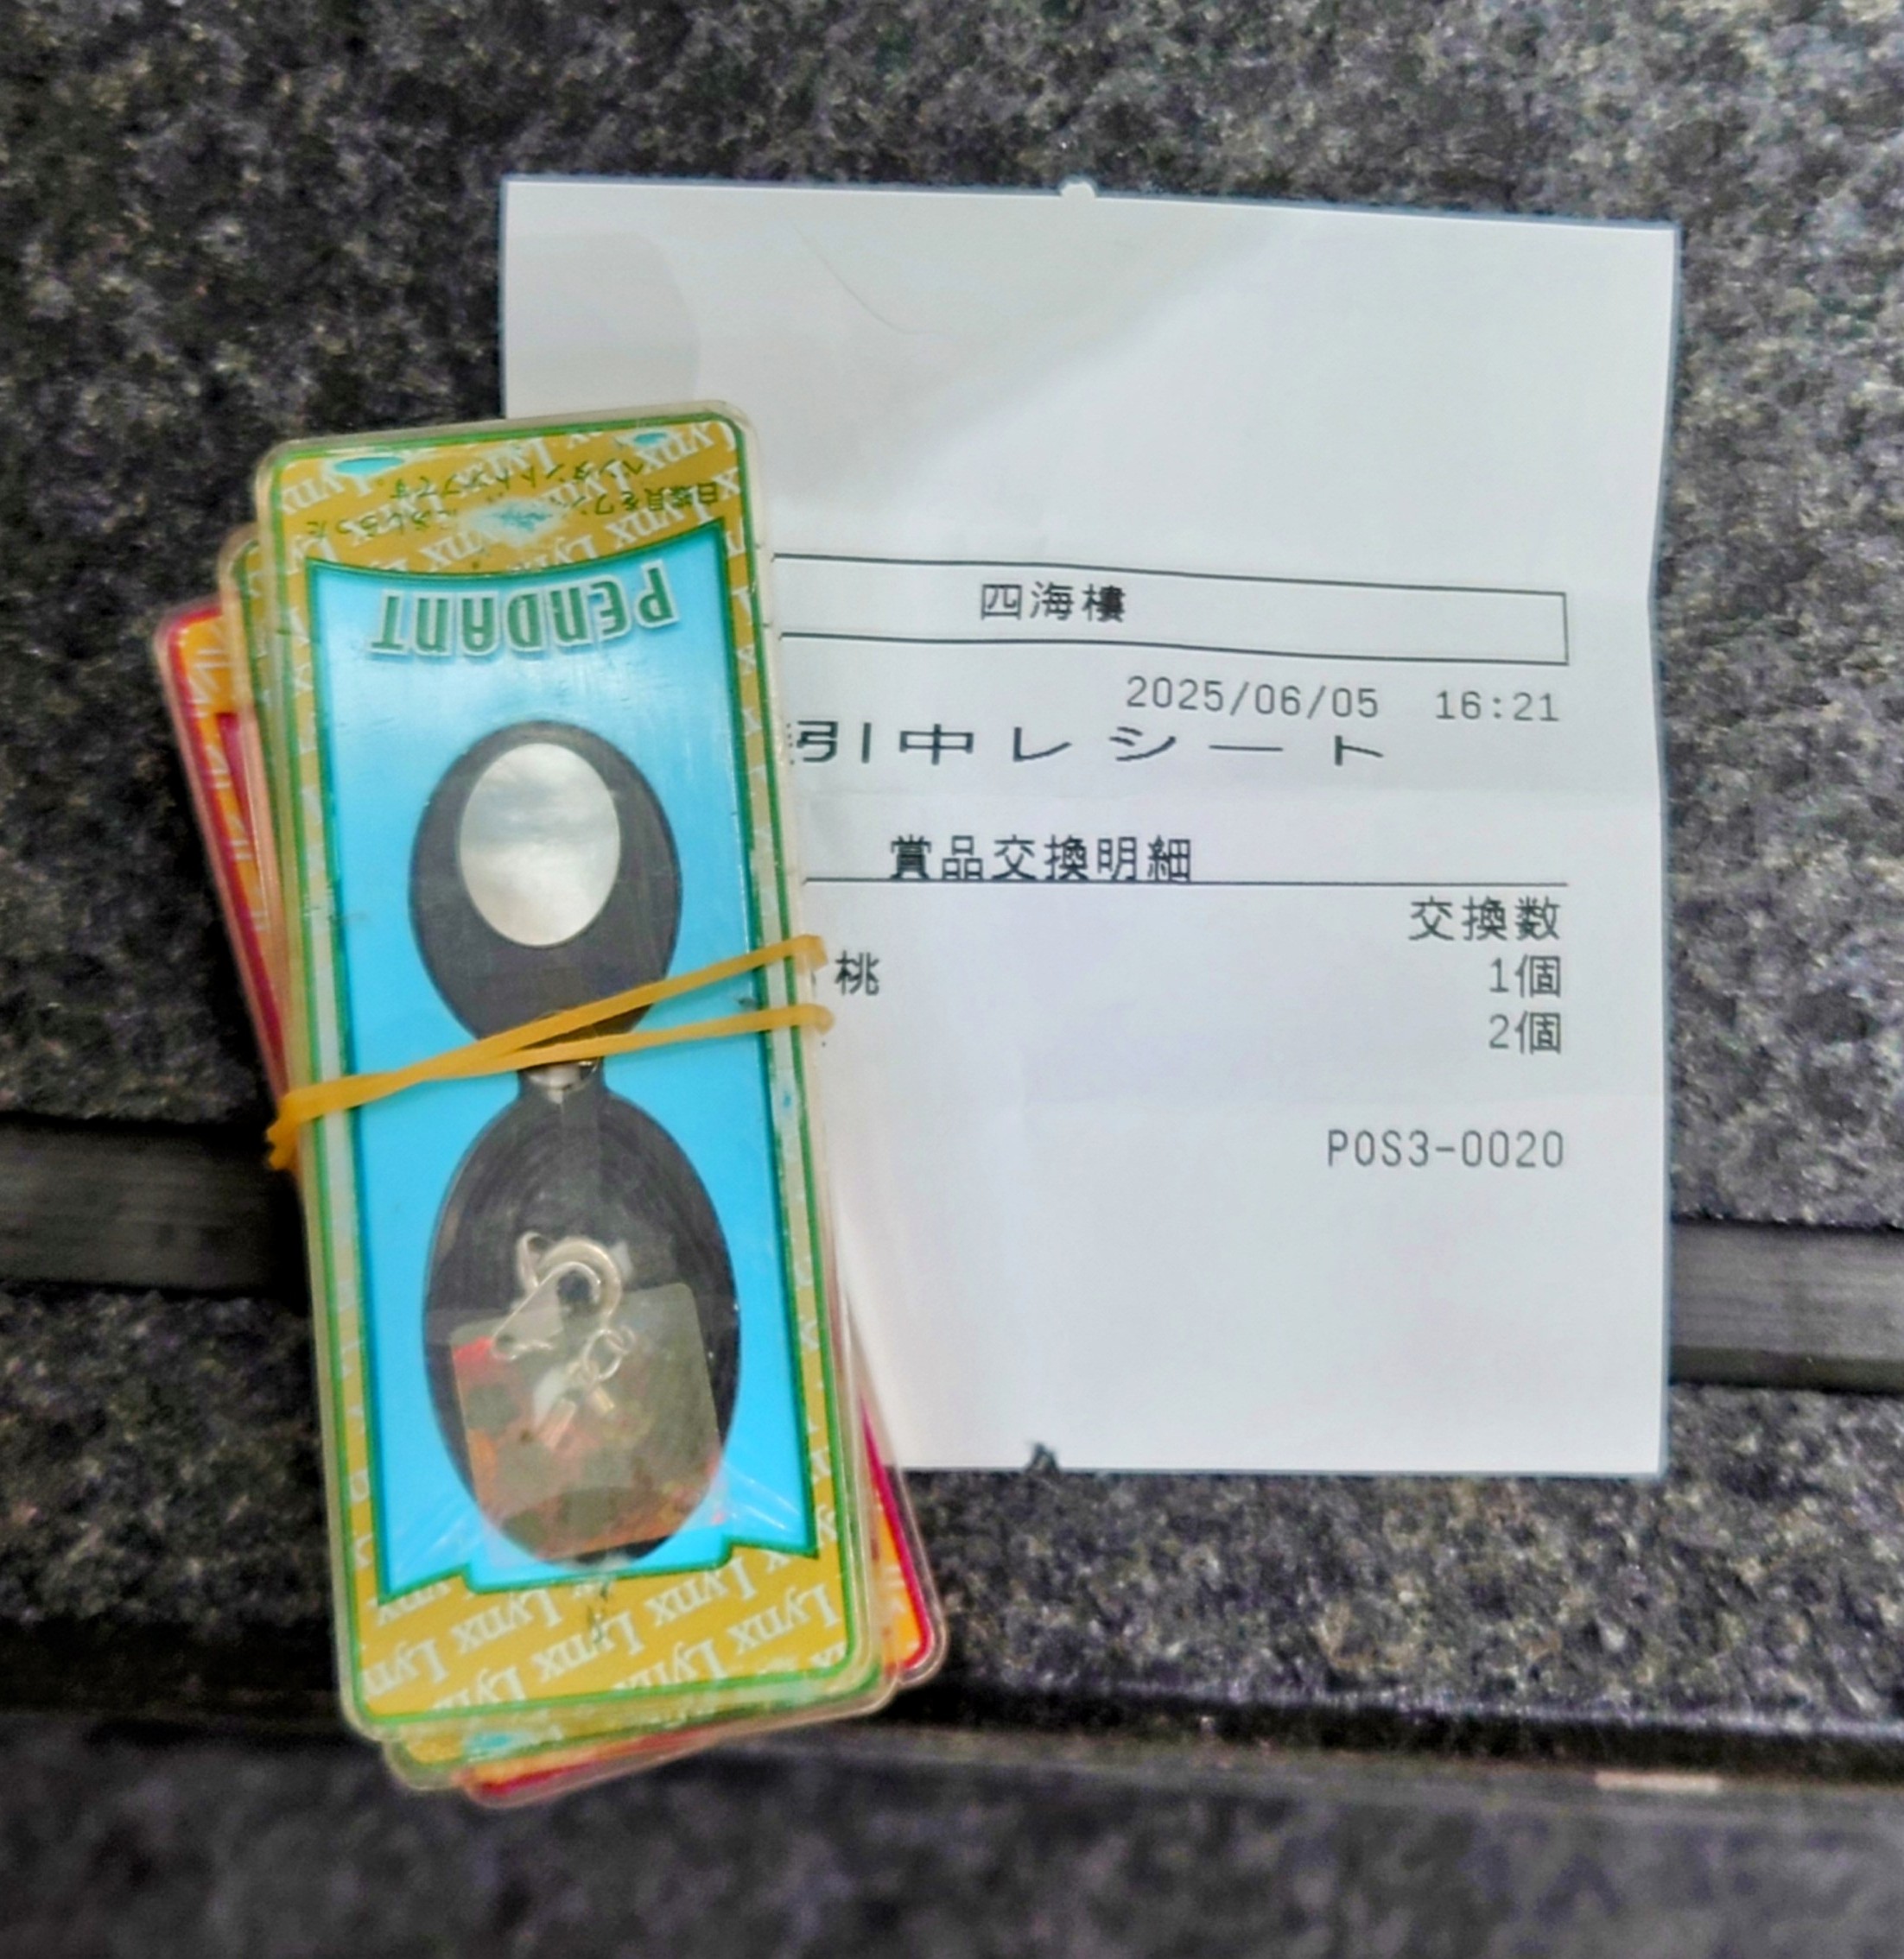 四海樓
2025/06/05 16:21
引中レシート
賞品交換明細
交換数
桃 1個
2個
POS3-0020
PENDANT
Lynx Lynx Lynx